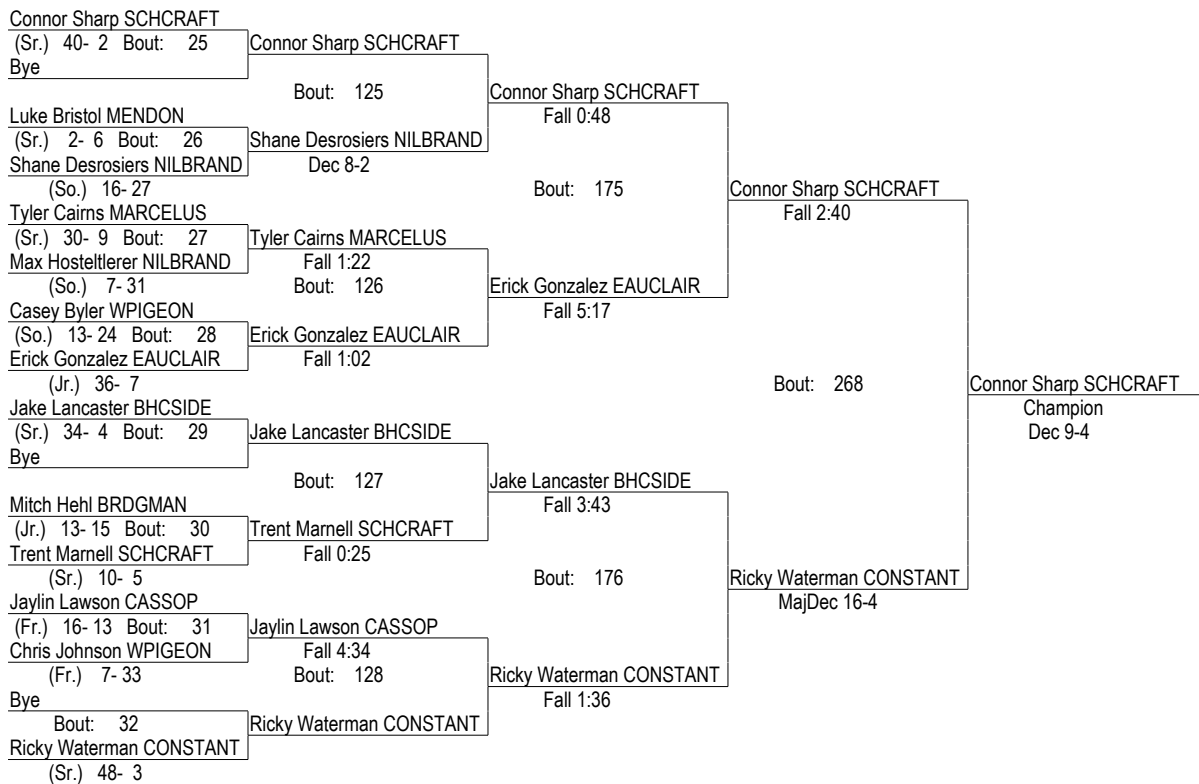 Connor Sharp SCHCRAFT
(Sr.) 40- 2 Bout: 25
Bye
Connor Sharp SCHCRAFT
Bout: 125
Luke Bristol MENDON
(Sr.) 2- 6 Bout: 26
Shane Desrosiers NILBRAND
(So.) 16- 27
Shane Desrosiers NILBRAND
Dec 8-2
Connor Sharp SCHCRAFT
Fall 0:48
Bout: 175
Tyler Cairns MARCELUS
(Sr.) 30- 9 Bout: 27
Max Hosteltlerer NILBRAND
(So.) 7- 31
Tyler Cairns MARCELUS
Fall 1:22
Bout: 126
Casey Byler WPIGEON
(So.) 13- 24 Bout: 28
Erick Gonzalez EAUCLAIR
(Jr.) 36- 7
Erick Gonzalez EAUCLAIR
Fall 1:02
Erick Gonzalez EAUCLAIR
Fall 5:17
Connor Sharp SCHCRAFT
Fall 2:40
Bout: 268
Jake Lancaster BHCSIDE
(Sr.) 34- 4 Bout: 29
Bye
Jake Lancaster BHCSIDE
Bout: 127
Mitch Hehl BRDGMAN
(Jr.) 13- 15 Bout: 30
Trent Marnell SCHCRAFT
(Sr.) 10- 5
Trent Marnell SCHCRAFT
Fall 0:25
Jake Lancaster BHCSIDE
Fall 3:43
Bout: 176
Jaylin Lawson CASSOP
(Fr.) 16- 13 Bout: 31
Chris Johnson WPIGEON
(Fr.) 7- 33
Jaylin Lawson CASSOP
Fall 4:34
Bout: 128
Bye
Bout: 32
Ricky Waterman CONSTANT
(Sr.) 48- 3
Ricky Waterman CONSTANT
Ricky Waterman CONSTANT
Fall 1:36
Ricky Waterman CONSTANT
MajDec 16-4
Connor Sharp SCHCRAFT
Champion
Dec 9-4